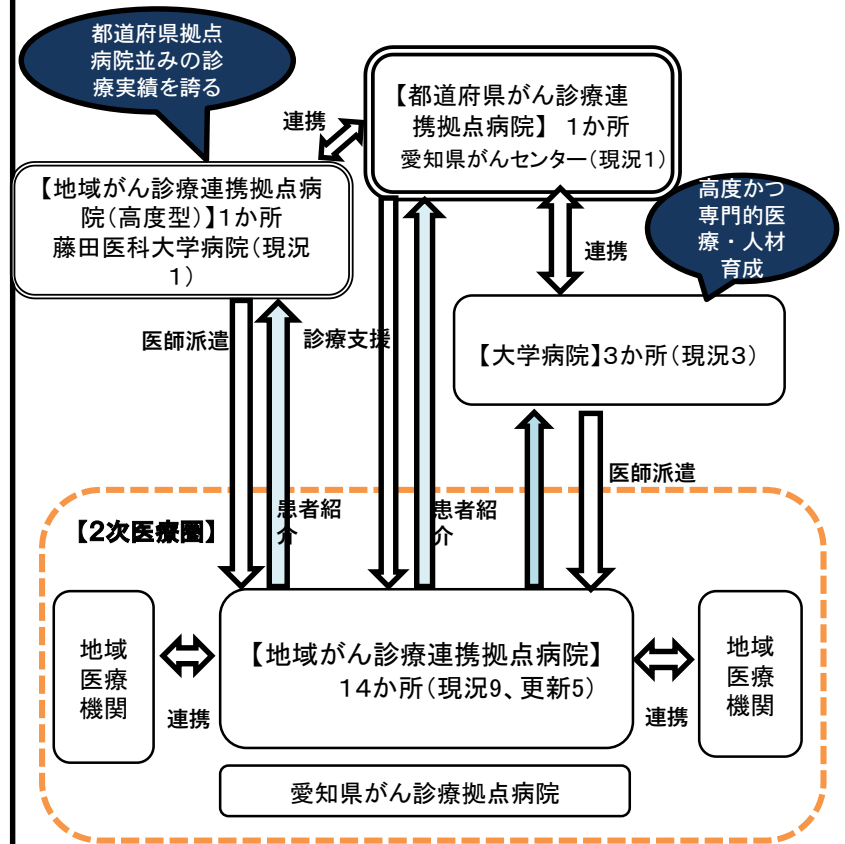 都道府県拠点
病院並みの診
療実績を誇る
【都道府県がん診療連
携拠点病院】 1か所
愛知県がんセンター(現況1)
連携
【地域がん診療連携拠点病
院(高度型)】1か所
藤田医科大学病院(現況
1)
高度かつ
専門的医
療・人材
育成
連携
医師派遣
診療支援
【大学病院】3か所(現況3)
医師派遣
患者紹
介
患者紹
介
【2次医療圏】
地域
医療
機関
連携
【地域がん診療連携拠点病院】
14か所(現況9、更新5)
連携
地域
医療
機関
愛知県がん診療拠点病院